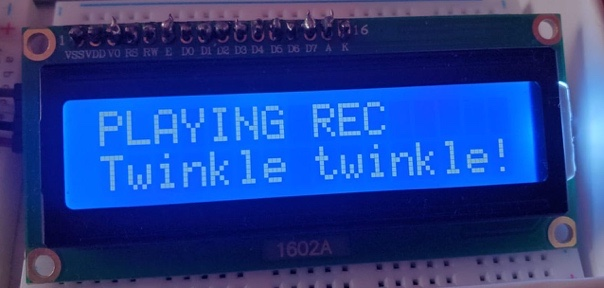 1 16
VSS VDD V0 RS RW E D0 D1 D2 D3 D4 D5 D6 D7 A K
PLAYING REC
Twinkle twinkle!
1602A